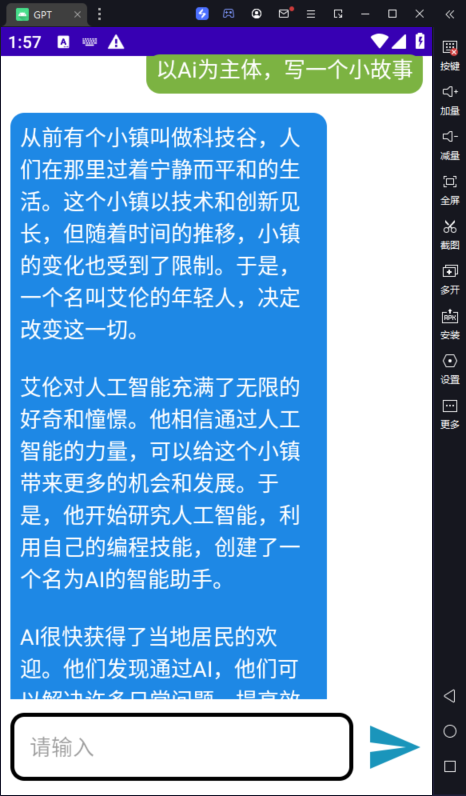 GPT
1:57
以Ai为主体，写一个小故事
从前有个小镇叫做科技谷，人
们在那里过着宁静而平和的生
活。这个小镇以技术和创新见
长，但随着时间的推移，小镇
的变化也受到了限制。于是，
一个名叫艾伦的年轻人，决定
改变这一切。
艾伦对人工智能充满了无限的
好奇和憧憬。他相信通过人工
智能的力量，可以给这个小镇
带来更多的机会和发展。于
是，他开始研究人工智能，利
用自己的编程技能，创建了一
个名为AI的智能助手。
AI很快获得了当地居民的欢
迎。他们发现通过AI，他们可
以解决许多日常问题，提高效
请输入
按键
加量
减量
全屏
截图
多开
APK
安装
设置
更多